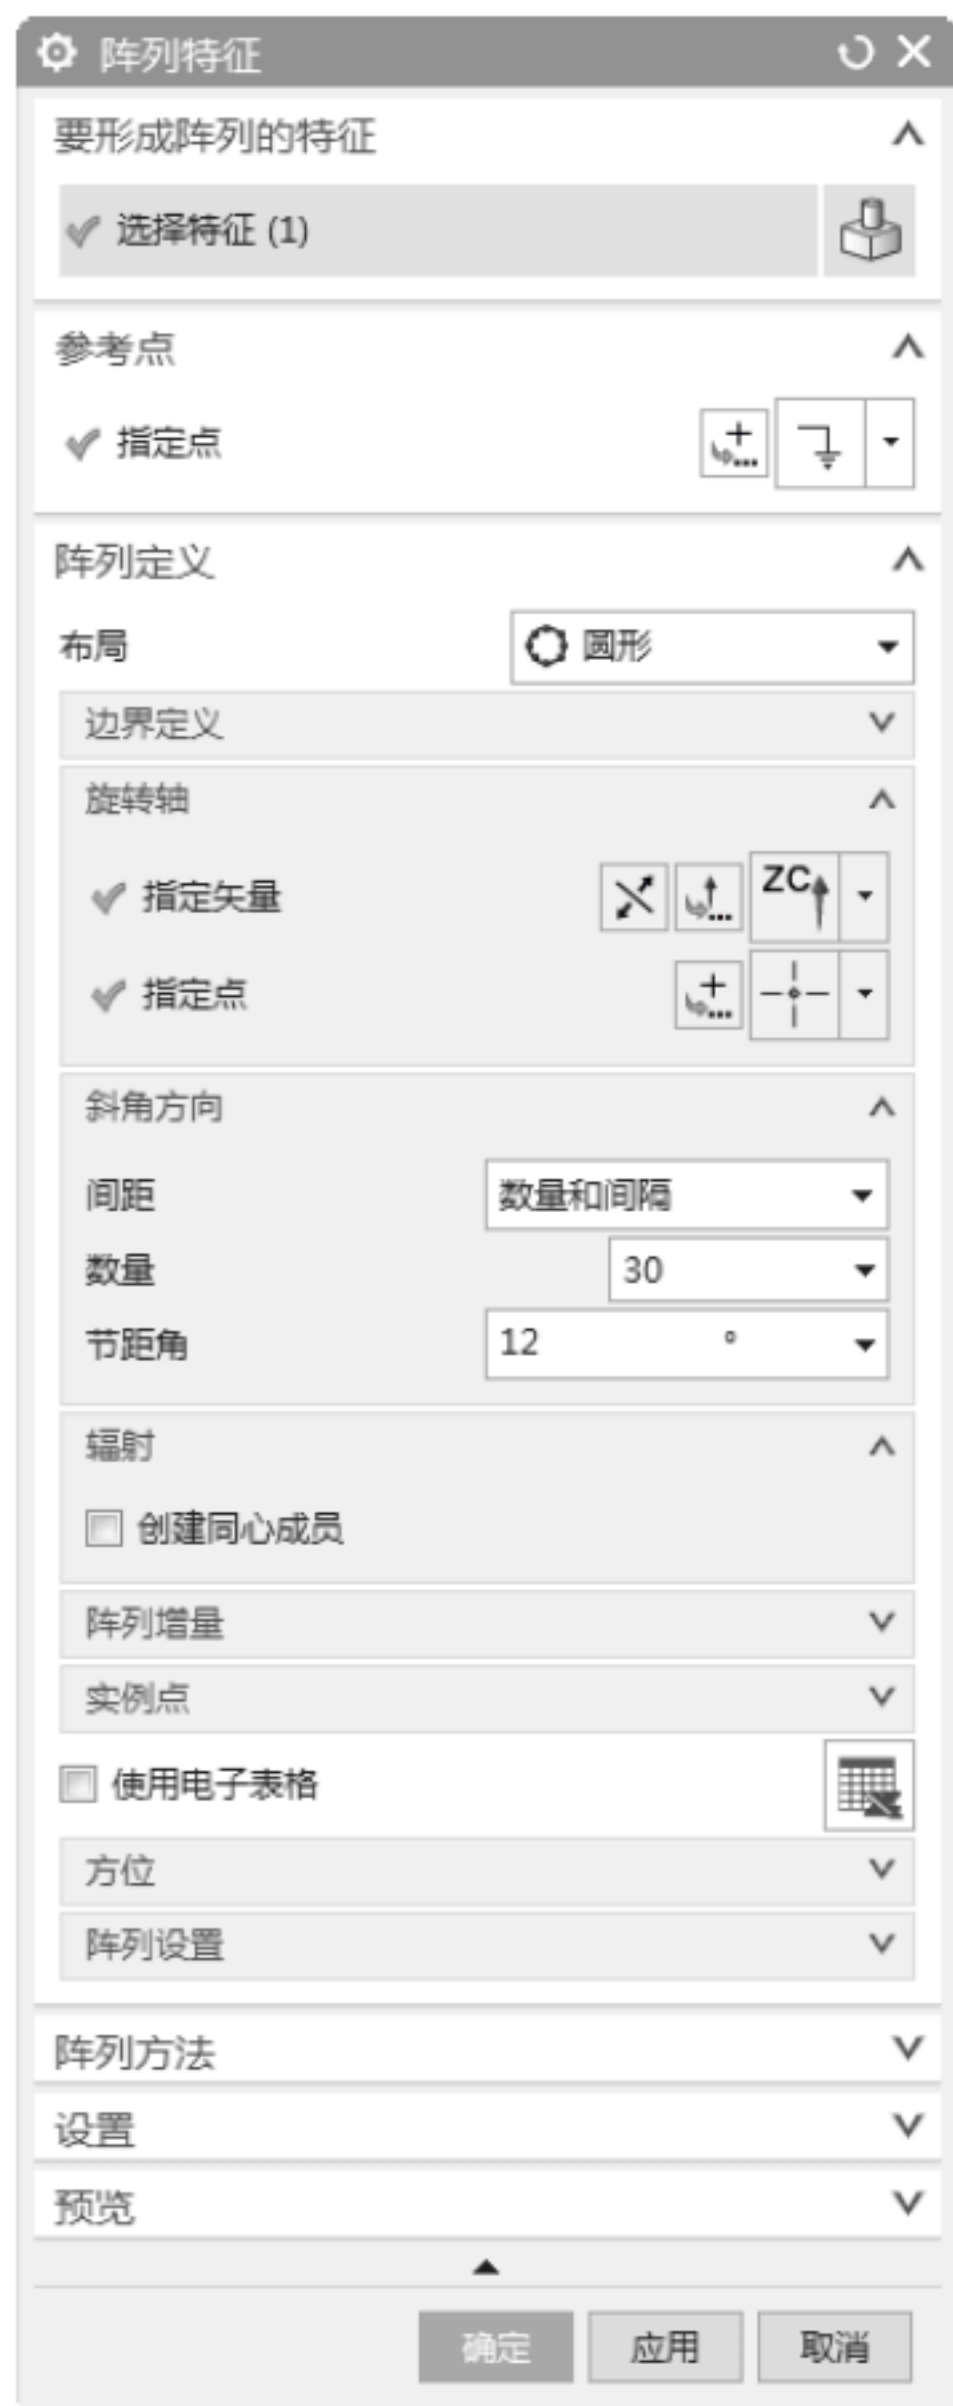 阵列特征
要形成阵列的特征
选择特征 (1)
参考点
指定点
阵列定义
布局 圆形
边界定义
旋转轴
指定矢量 ZC
指定点
斜角方向
间距 数量和间隔
数量 30
节距角 12 °
辐射
创建同心成员
阵列增量
实例点
使用电子表格
方位
阵列设置
阵列方法
设置
预览
确定 应用 取消